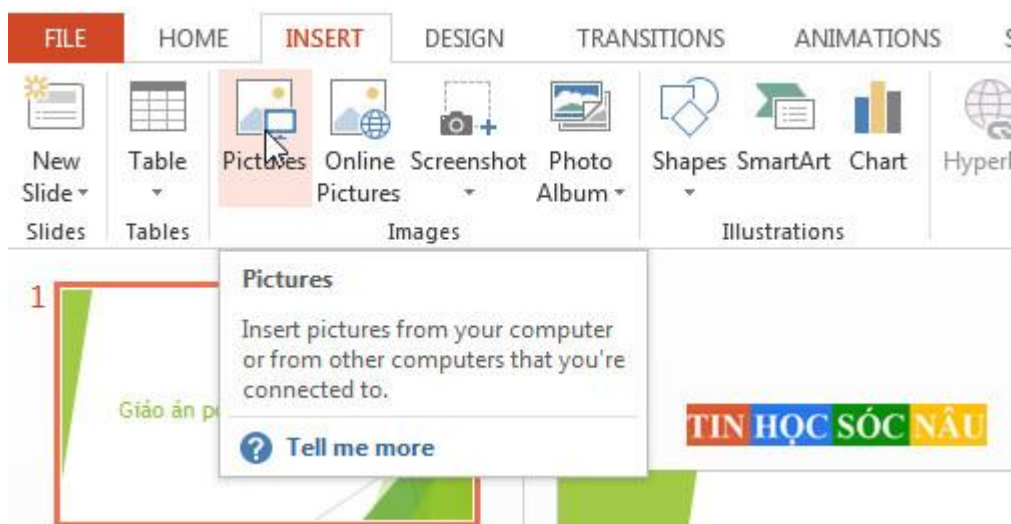 FILE HOME INSERT DESIGN TRANSITIONS ANIMATIONS
New Slide
Table
Pictures
Online Pictures
Screenshot
Photo Album
Shapes
SmartArt
Chart
Slides
Tables
Images
Illustrations
Pictures
Insert pictures from your computer
or from other computers that you're
connected to.
Tell me more
1
Giáo án
TIN HỌC SÓC NÂU